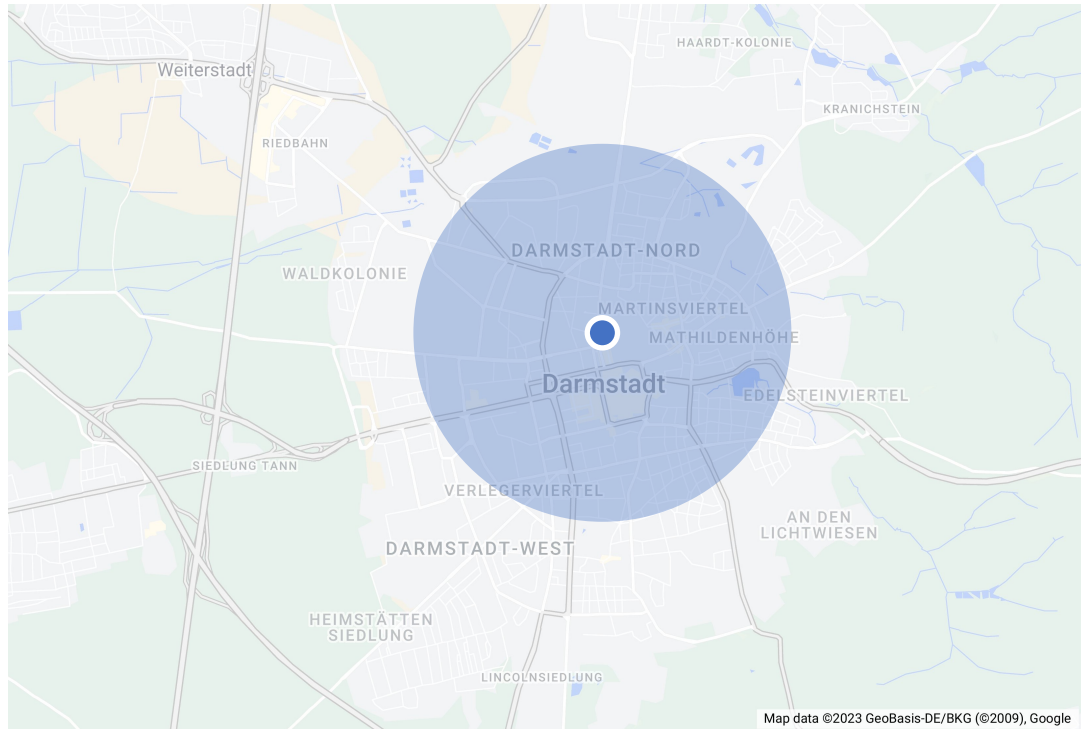 HAARDT-KOLONIE
Weiterstadt
KRANICHSTEIN
RIEDBAHN
DARMSTADT-NORD
WALDKOLONIE
MARTINSVIERTEL
MATHILDENHÖHE
Darmstadt
EDELSTEINVIERTEL
SIEDLUNG TANN
VERLEGERVIERTEL
AN DEN
LICHTWIESEN
DARMSTADT-WEST
HEIMSTÄTTEN
SIEDLUNG
LINCOLNSIEDLUNG
Map data ©2023 GeoBasis-DE/BKG (©2009), Google